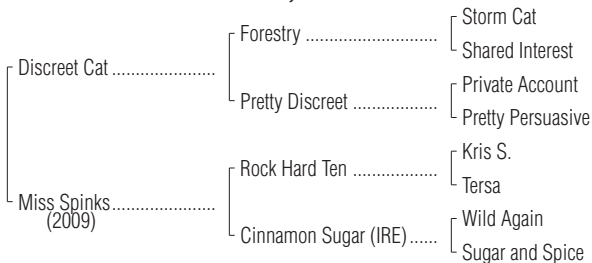 Storm Cat
Forestry ..................................
Shared Interest
Discreet Cat ......................
Private Account
Pretty Discreet ..................
Pretty Persuasive
Kris S.
Rock Hard Ten ..................
Tersa
Miss Spinks......................
(2009)
Wild Again
Cinnamon Sugar (IRE)......
Sugar and Spice